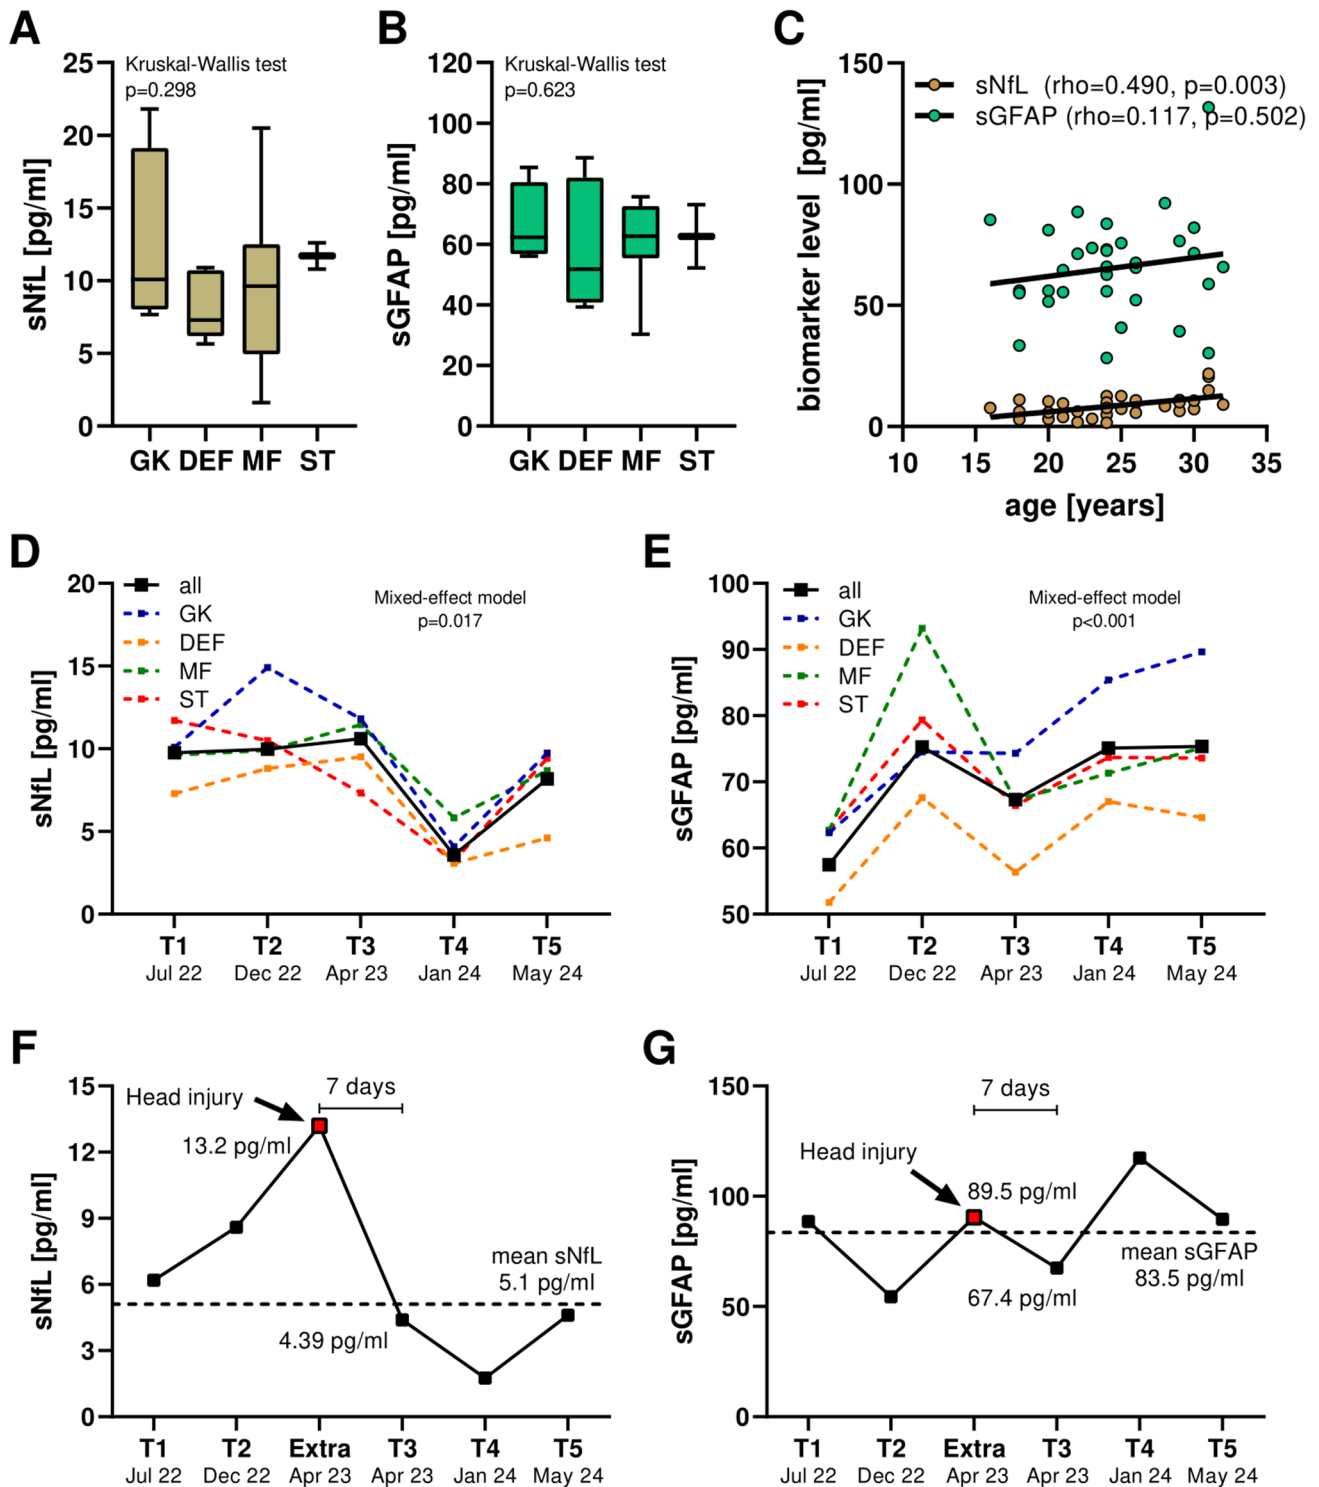 A
Kruskal-Wallis test
p=0.298
sNfL [pg/ml]
25
20
15
10
5
0
GK DEF MF ST
B
Kruskal-Wallis test
p=0.623
sGFAP [pg/ml]
120
100
80
60
40
20
0
GK DEF MF ST
C
sNfL (rho=0.490, p=0.003)
sGFAP (rho=0.117, p=0.502)
biomarker level [pg/ml]
150
100
50
0
10 15 20 25 30 35
age [years]
D
all
GK
DEF
MF
ST
Mixed-effect model
p=0.017
sNfL [pg/ml]
20
15
10
5
0
T1 T2 T3 T4 T5
Jul 22 Dec 22 Apr 23 Jan 24 May 24
E
all
GK
DEF
MF
ST
Mixed-effect model
p<0.001
sGFAP [pg/ml]
100
90
80
70
60
50
T1 T2 T3 T4 T5
Jul 22 Dec 22 Apr 23 Jan 24 May 24
F
7 days
Head injury
13.2 pg/ml
mean sNfL
5.1 pg/ml
4.39 pg/ml
sNfL [pg/ml]
15
12
9
6
3
0
T1 T2 Extra T3 T4 T5
Jul 22 Dec 22 Apr 23 Apr 23 Jan 24 May 24
G
7 days
Head injury
89.5 pg/ml
mean sGFAP
83.5 pg/ml
67.4 pg/ml
sGFAP [pg/ml]
150
100
50
0
T1 T2 Extra T3 T4 T5
Jul 22 Dec 22 Apr 23 Apr 23 Jan 24 May 24